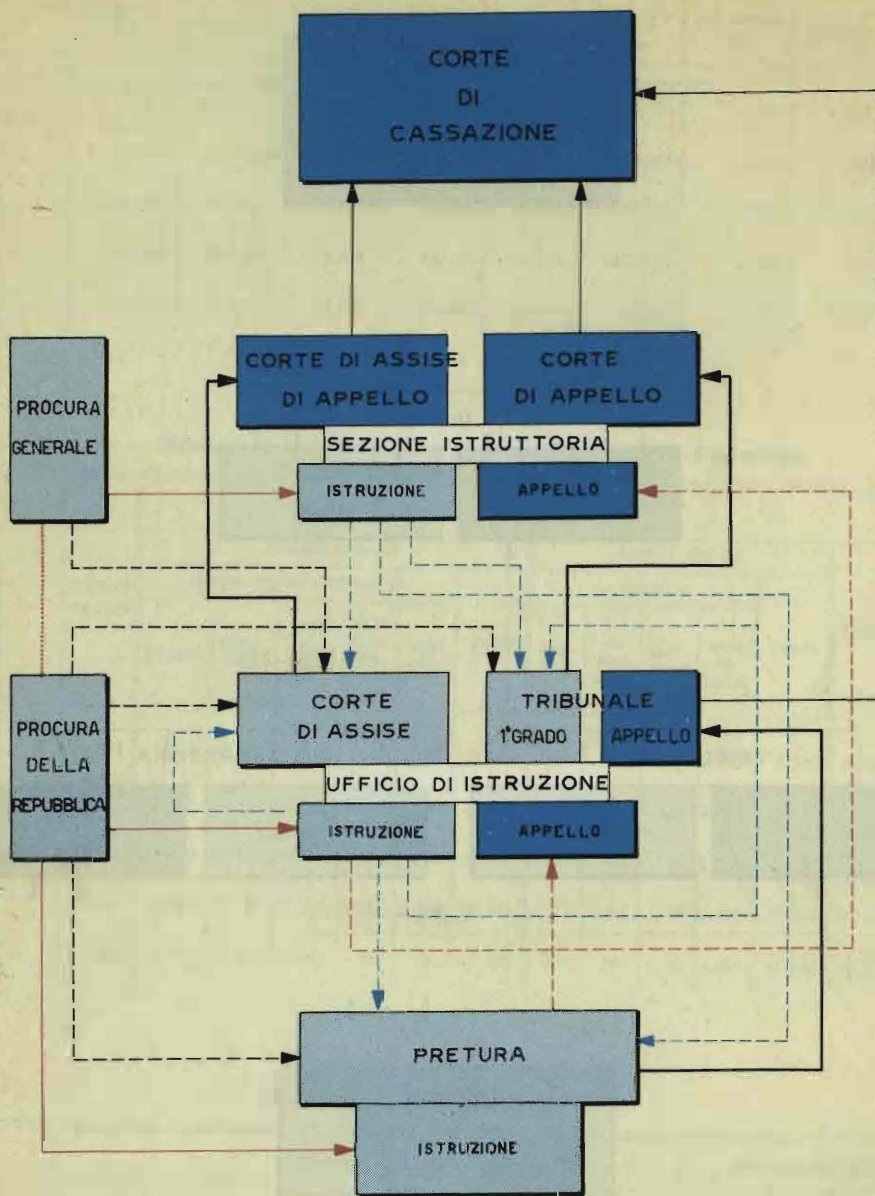 CORTE
DI
CASSAZIONE
PROCURA
GENERALE
CORTE DI ASSISE
DI APPELLO
CORTE
DI APPELLO
SEZIONE ISTRUTTORIA
ISTRUZIONE
APPELLO
PROCURA
DELLA
REPUBBLICA
CORTE
DI ASSISE
TRIBUNALE
1° GRADO
APPELLO
UFFICIO DI ISTRUZIONE
ISTRUZIONE
APPELLO
PRETURA
ISTRUZIONE